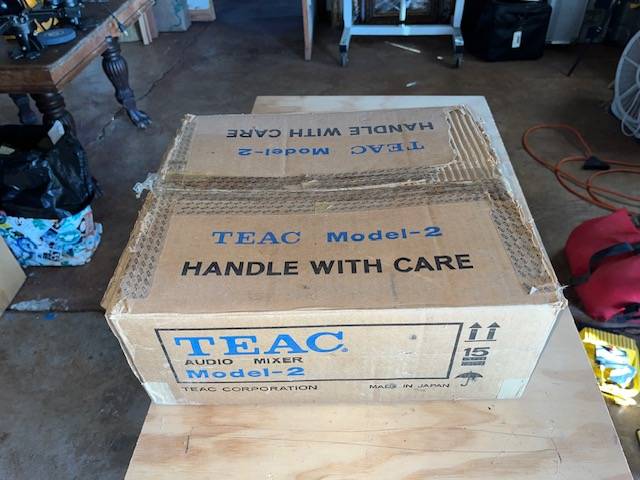 HANDLE WITH CARE
TEAC Model-2
TEAC Model-2
HANDLE WITH CARE
TEAC®
AUDIO MIXER
Model-2
TEAC CORPORATION MADE IN JAPAN
15